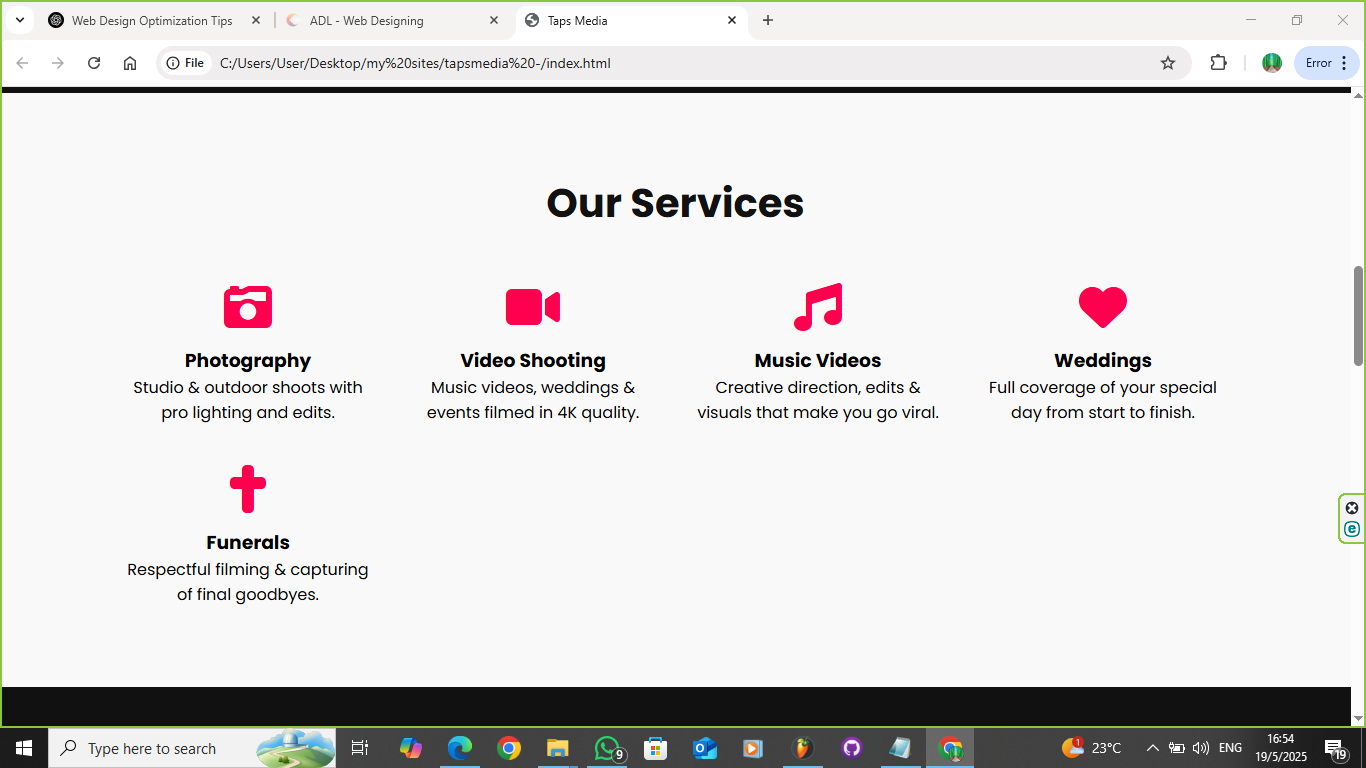 Web Design Optimization Tips
ADL - Web Designing
Taps Media
File
C:/Users/User/Desktop/my%20sites/tapsmedia%20-/index.html
Error
Our Services
Photography
Studio & outdoor shoots with
pro lighting and edits.
Video Shooting
Music videos, weddings &
events filmed in 4K quality.
Music Videos
Creative direction, edits &
visuals that make you go viral.
Weddings
Full coverage of your special
day from start to finish.
Funerals
Respectful filming & capturing
of final goodbyes.
e
Type here to search
9
1
23°C
ENG
16:54
19/5/2025
19